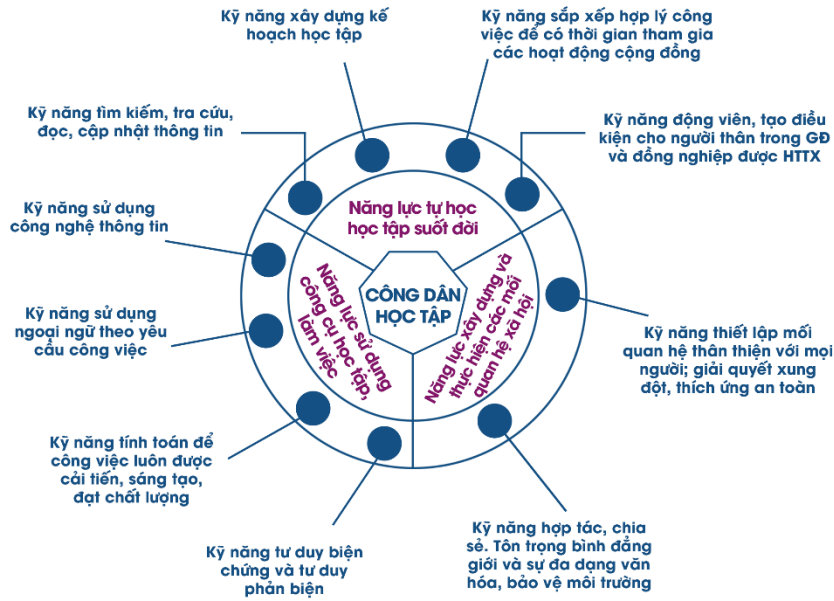 Kỹ năng xây dựng kế
hoạch học tập
Kỹ năng sắp xếp hợp lý công
việc để có thời gian tham gia
các hoạt động cộng đồng
Kỹ năng tìm kiếm, tra cứu,
đọc, cập nhật thông tin
Kỹ năng động viên, tạo điều
kiện cho người thân trong GĐ
và đồng nghiệp được HTTX
Kỹ năng sử dụng
công nghệ thông tin
Năng lực tự học
học tập suốt đời
CÔNG DÂN
HỌC TẬP
Năng lực sử dụng
công cụ học tập,
làm việc
Năng lực xây dựng và
thực hiện các mối
quan hệ xã hội
Kỹ năng sử dụng
ngoại ngữ theo yêu
cầu công việc
Kỹ năng thiết lập mối
quan hệ thân thiện với mọi
người; giải quyết xung
đột, thích ứng an toàn
Kỹ năng tính toán để
công việc luôn được
cải tiến, sáng tạo,
đạt chất lượng
Kỹ năng tư duy biện
chứng và tư duy
phản biện
Kỹ năng hợp tác, chia
sẻ. Tôn trọng bình đẳng
giới và sự đa dạng văn
hóa, bảo vệ môi trường